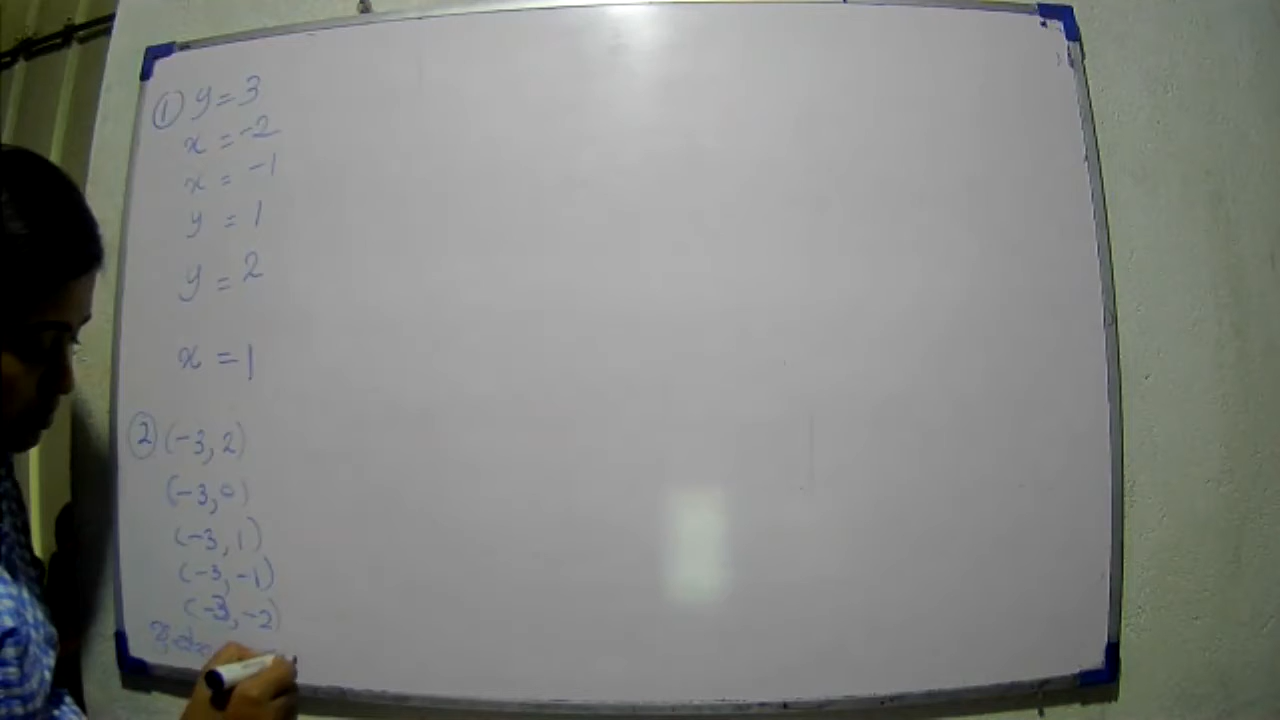 ① y = 3
x = -2
x = -1
y = 1
y = 2
x = 1
② (-3, 2)
(-3, 0)
(-3, 1)
(-3, -1)
(-3, -2)